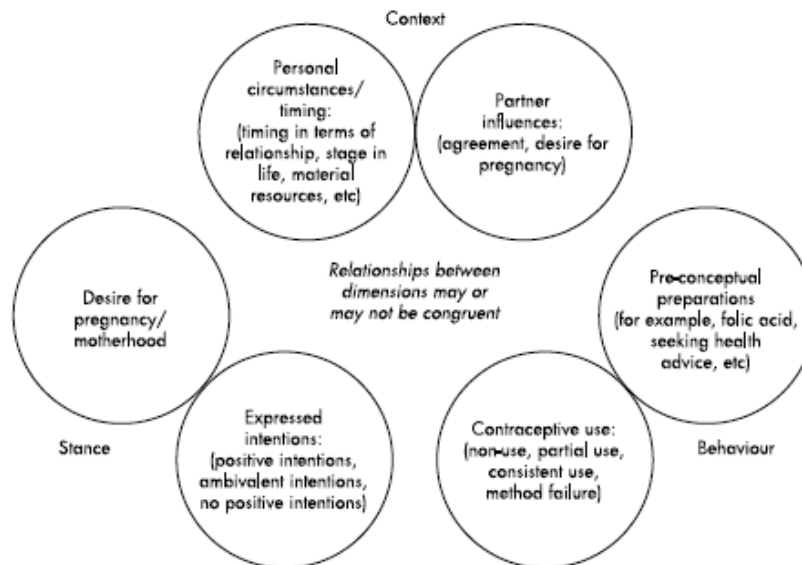 Context
Personal
circumstances/
timing:
(timing in terms of
relationship, stage in
life, material
resources, etc)
Partner
influences:
(agreement, desire for
pregnancy)
Relationships between
dimensions may or
may not be congruent
Desire for
pregnancy/
motherhood
Pre-conceptual
preparations
(for example, folic acid,
seeking health
advice, etc)
Stance
Expressed
intentions:
(positive intentions,
ambivalent intentions,
no positive intentions)
Contraceptive use:
(non-use, partial use,
consistent use,
method failure)
Behaviour